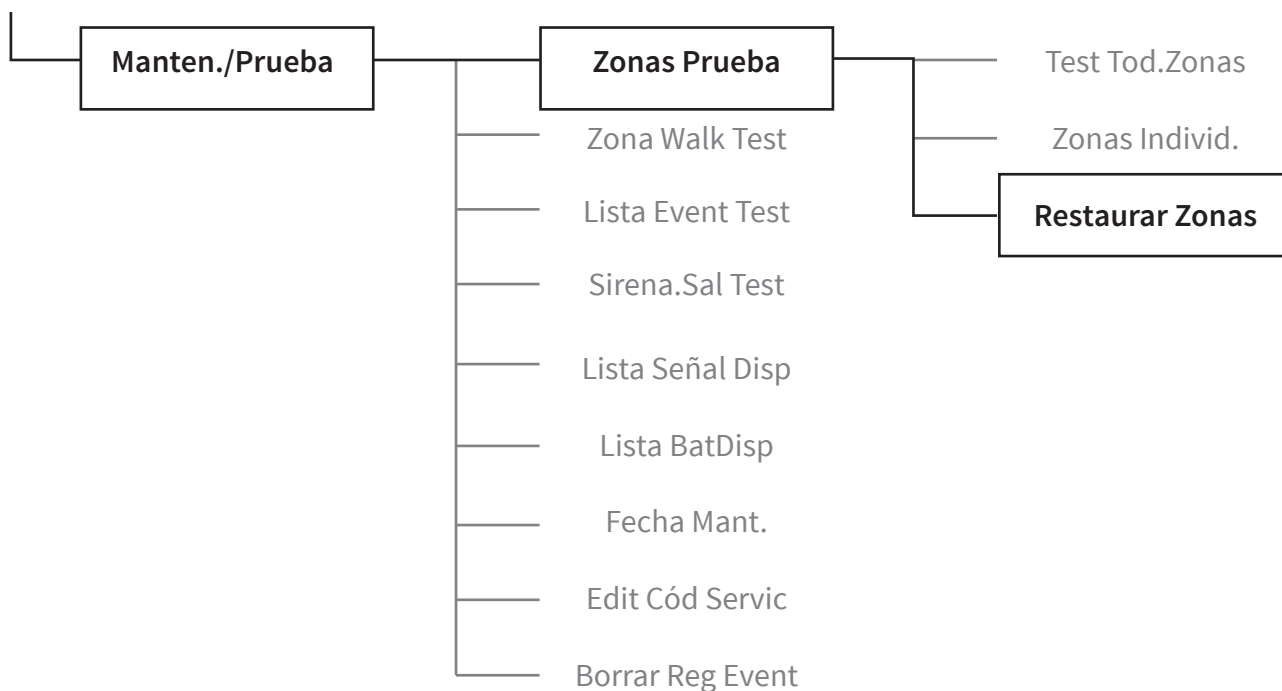 Manten./Prueba
Zonas Prueba
Test Tod.Zonas
Zona Walk Test
Zonas Individ.
Lista Event Test
Restaurar Zonas
Sirena.Sal Test
Lista Señal Disp
Lista BatDisp
Fecha Mant.
Edit Cód Servic
Borrar Reg Event